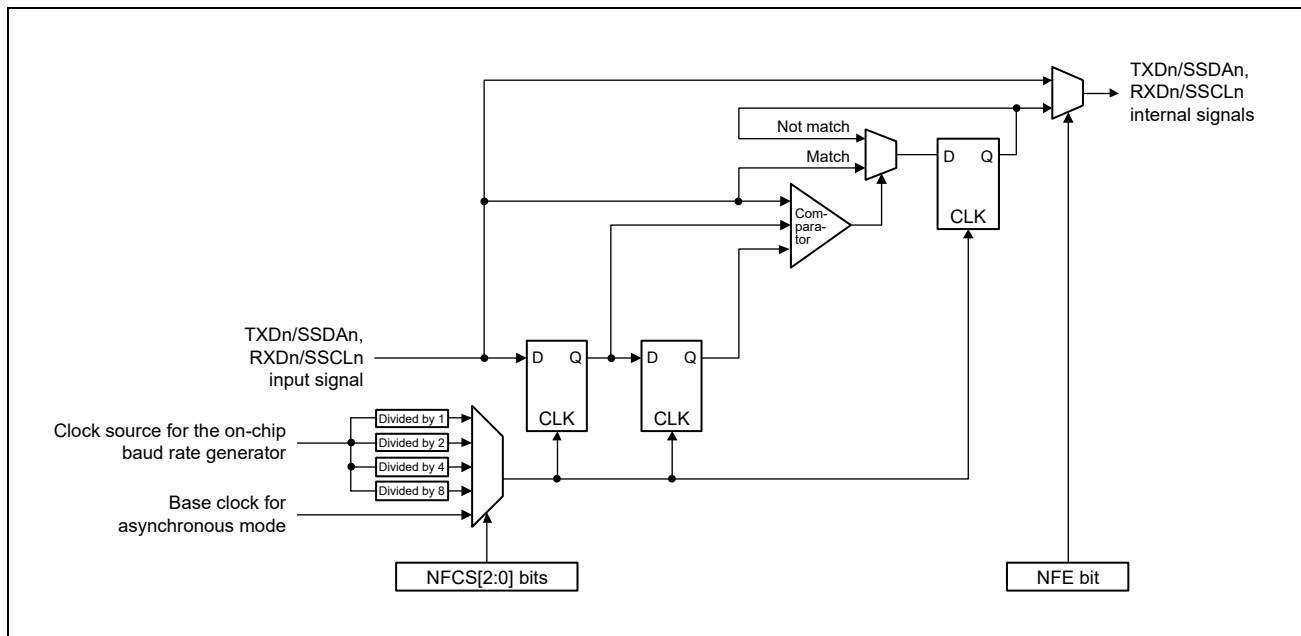 TXDn/SSDAn,
RXDn/SSCLn
internal signals
Not match
Match
D Q
CLK
Com-
para-
tor
TXDn/SSDAn,
RXDn/SSCLn
input signal
D Q
CLK
D Q
CLK
Clock source for the on-chip
baud rate generator
Divided by 1
Divided by 2
Divided by 4
Divided by 8
Base clock for
asynchronous mode
NFCS[2:0] bits
NFE bit